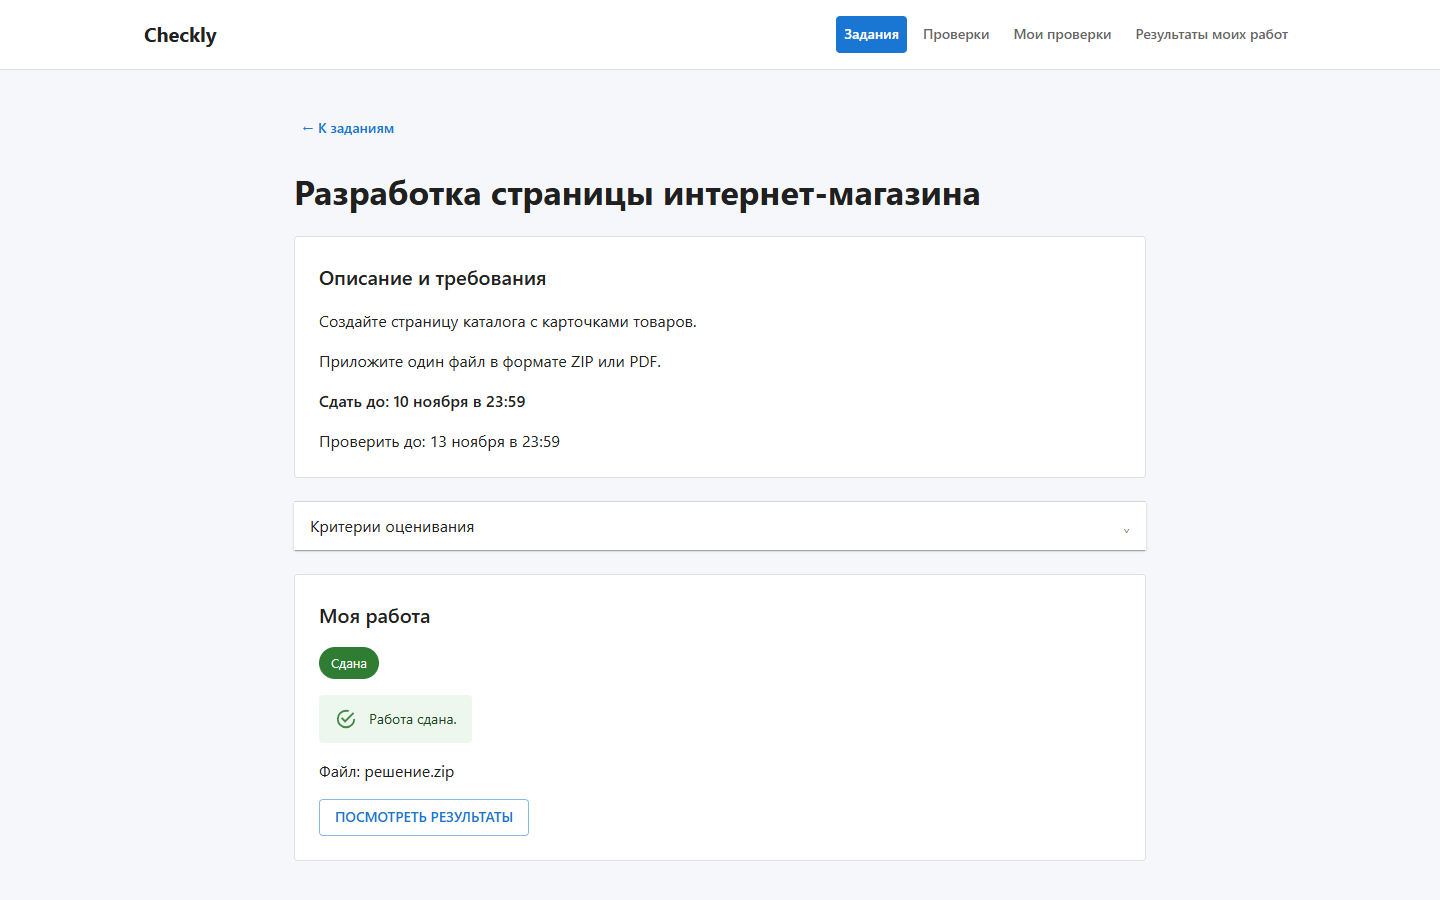 Checkly
Задания
Проверки
Мои проверки
Результаты моих работ
← К заданиям
Разработка страницы интернет-магазина
Описание и требования
Создайте страницу каталога с карточками товаров.
Приложите один файл в формате ZIP или PDF.
Сдать до: 10 ноября в 23:59
Проверить до: 13 ноября в 23:59
Критерии оценивания
Моя работа
Сдана
Работа сдана.
Файл: решение.zip
ПОСМОТРЕТЬ РЕЗУЛЬТАТЫ